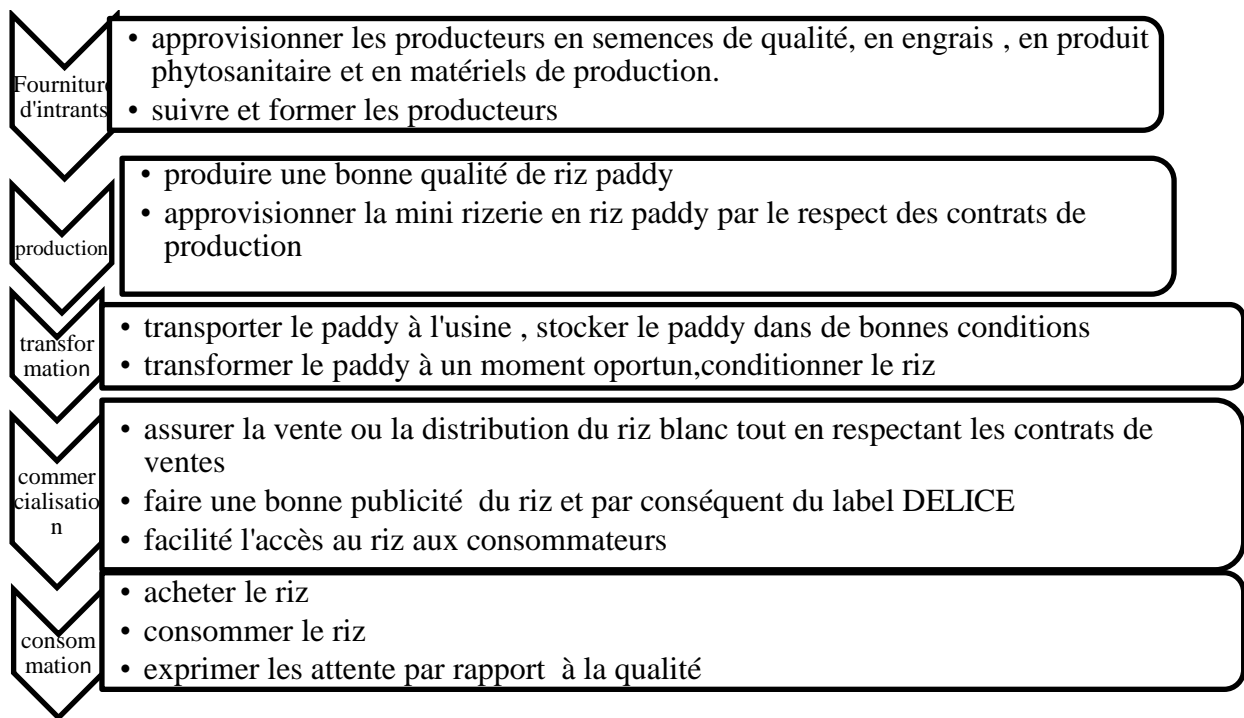 Fourniture
d'intrants
• approvisionner les producteurs en semences de qualité, en engrais , en produit
phytosanitaire et en matériels de production.
• suivre et former les producteurs
production
• produire une bonne qualité de riz paddy
• approvisionner la mini rizerie en riz paddy par le respect des contrats de
production
transfor
mation
• transporter le paddy à l'usine , stocker le paddy dans de bonnes conditions
• transformer le paddy à un moment oportun,conditionner le riz
commer
cialisatio
n
• assurer la vente ou la distribution du riz blanc tout en respectant les contrats de
ventes
• faire une bonne publicité  du riz et par conséquent du label DELICE
• facilité l'accès au riz aux consommateurs
consom
mation
• acheter le riz
• consommer le riz
• exprimer les attente par rapport  à la qualité